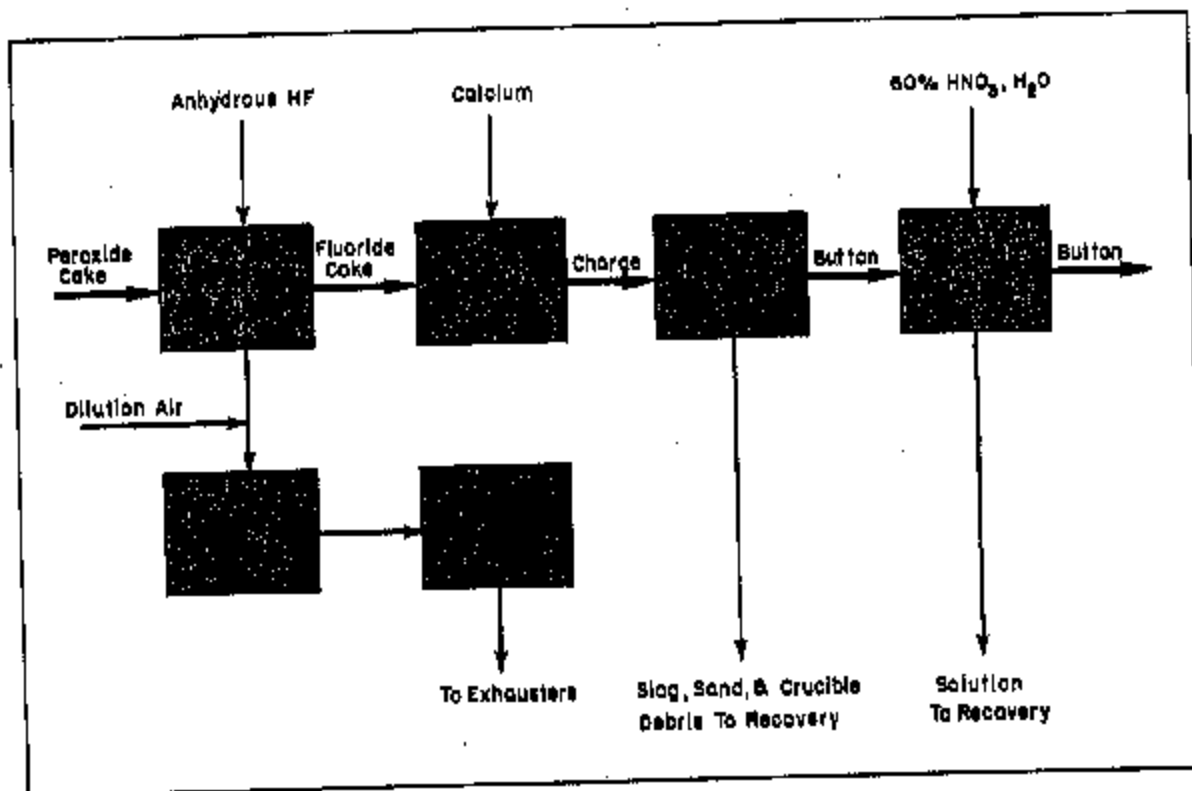 Anhydrous HF
Calcium
60% HNO3, H2O
Peroxide
Cake
Fluoride
Cake
Charge
Button
Button
Dilution Air
To Exhausters
Slag, Sand, & Crucible
Debris To Recovery
Solution
To Recovery